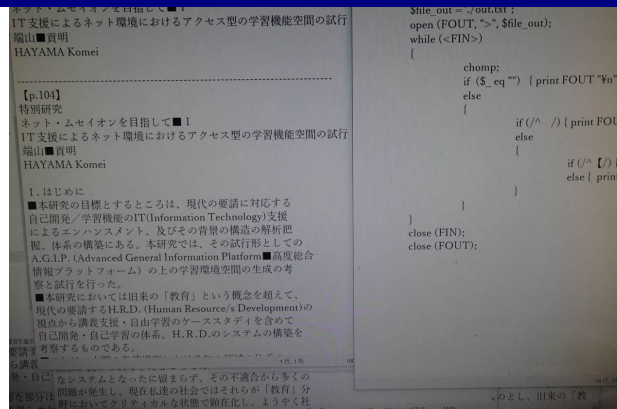 ネット・ムセイオンを目指して■ I
IT支援によるネット環境におけるアクセス型の学習機能空間の試行
端山■貢明
HAYAMA Komei
【p.104】
特別研究
ネット・ムセイオンを目指して■ I
IT支援によるネット環境におけるアクセス型の学習機能空間の試行
端山■貢明
HAYAMA Komei
1. はじめに
■本研究の目標とするところは、現代の要請に対応する
自己開発／学習機能のIT(Information Technology)支援
によるエンハンスメント、及びその背景の構造の解析把
握、体系の構築にある。本研究では、その試行形としての
A.G.I.P. (Advanced General Information Platform■高度総合
情報プラットフォーム）の上の学習環境空間の生成の考
察と試行を行った。
■本研究においては旧来の「教育」という概念を超えて、
現代の要請するH.R.D. (Human Resource/s Development)の
視点から講義支援・自由学習のケーススタディを含めて
自己開発・自己学習の体系、H.R.D.のシステムの構築を
考察するものである。
1行, 1列
なシステムとなったに留まらず、その不適合から多くの
問題が発生し、現在私達の社会ではそれらが「教育」分
野においてクリティカルな状態で顕在化し、ようやく社
$file_out = './out.txt';
open (FOUT, ">", $file_out);
while (<FIN>)
{
chomp;
if ($_ eq "") { print FOUT "¥n"
else
{
if(/^　/) { print FOU
else
{
if(/^【/) {
else { prin
}
}
}
close (FIN);
close (FOUT);
のとし、旧来の「教